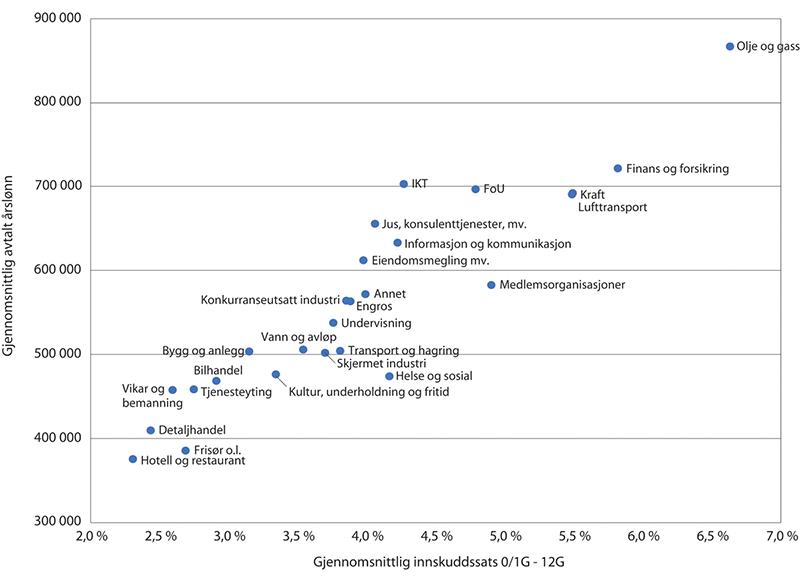 900 000
Olje og gass
800 000
Finans og forsikring
700 000
IKT
FoU
Kraft
Lufttransport
Jus, konsulenttjenester, mv.
Informasjon og kommunikasjon
Eiendomsmegling mv.
600 000
Medlemsorganisasjoner
Konkurranseutsatt industri
Annet
Engros
Undervisning
Vann og avløp
500 000
Bygg og anlegg
Transport og hagring
Skjermet industri
Bilhandel
Helse og sosial
Vikar og
bemanning
Tjenesteyting
Kultur, underholdning og fritid
400 000
Detaljhandel
Frisør o.l.
Hotell og restaurant
300 000
2,0 % 2,5 % 3,0 % 3,5 % 4,0 % 4,5 % 5,0 % 5,5 % 6,0 % 6,5 % 7,0 %
Gjennomsnittlig innskuddssats 0/1G - 12G
Gjennomsnittlig avtalt årslønn